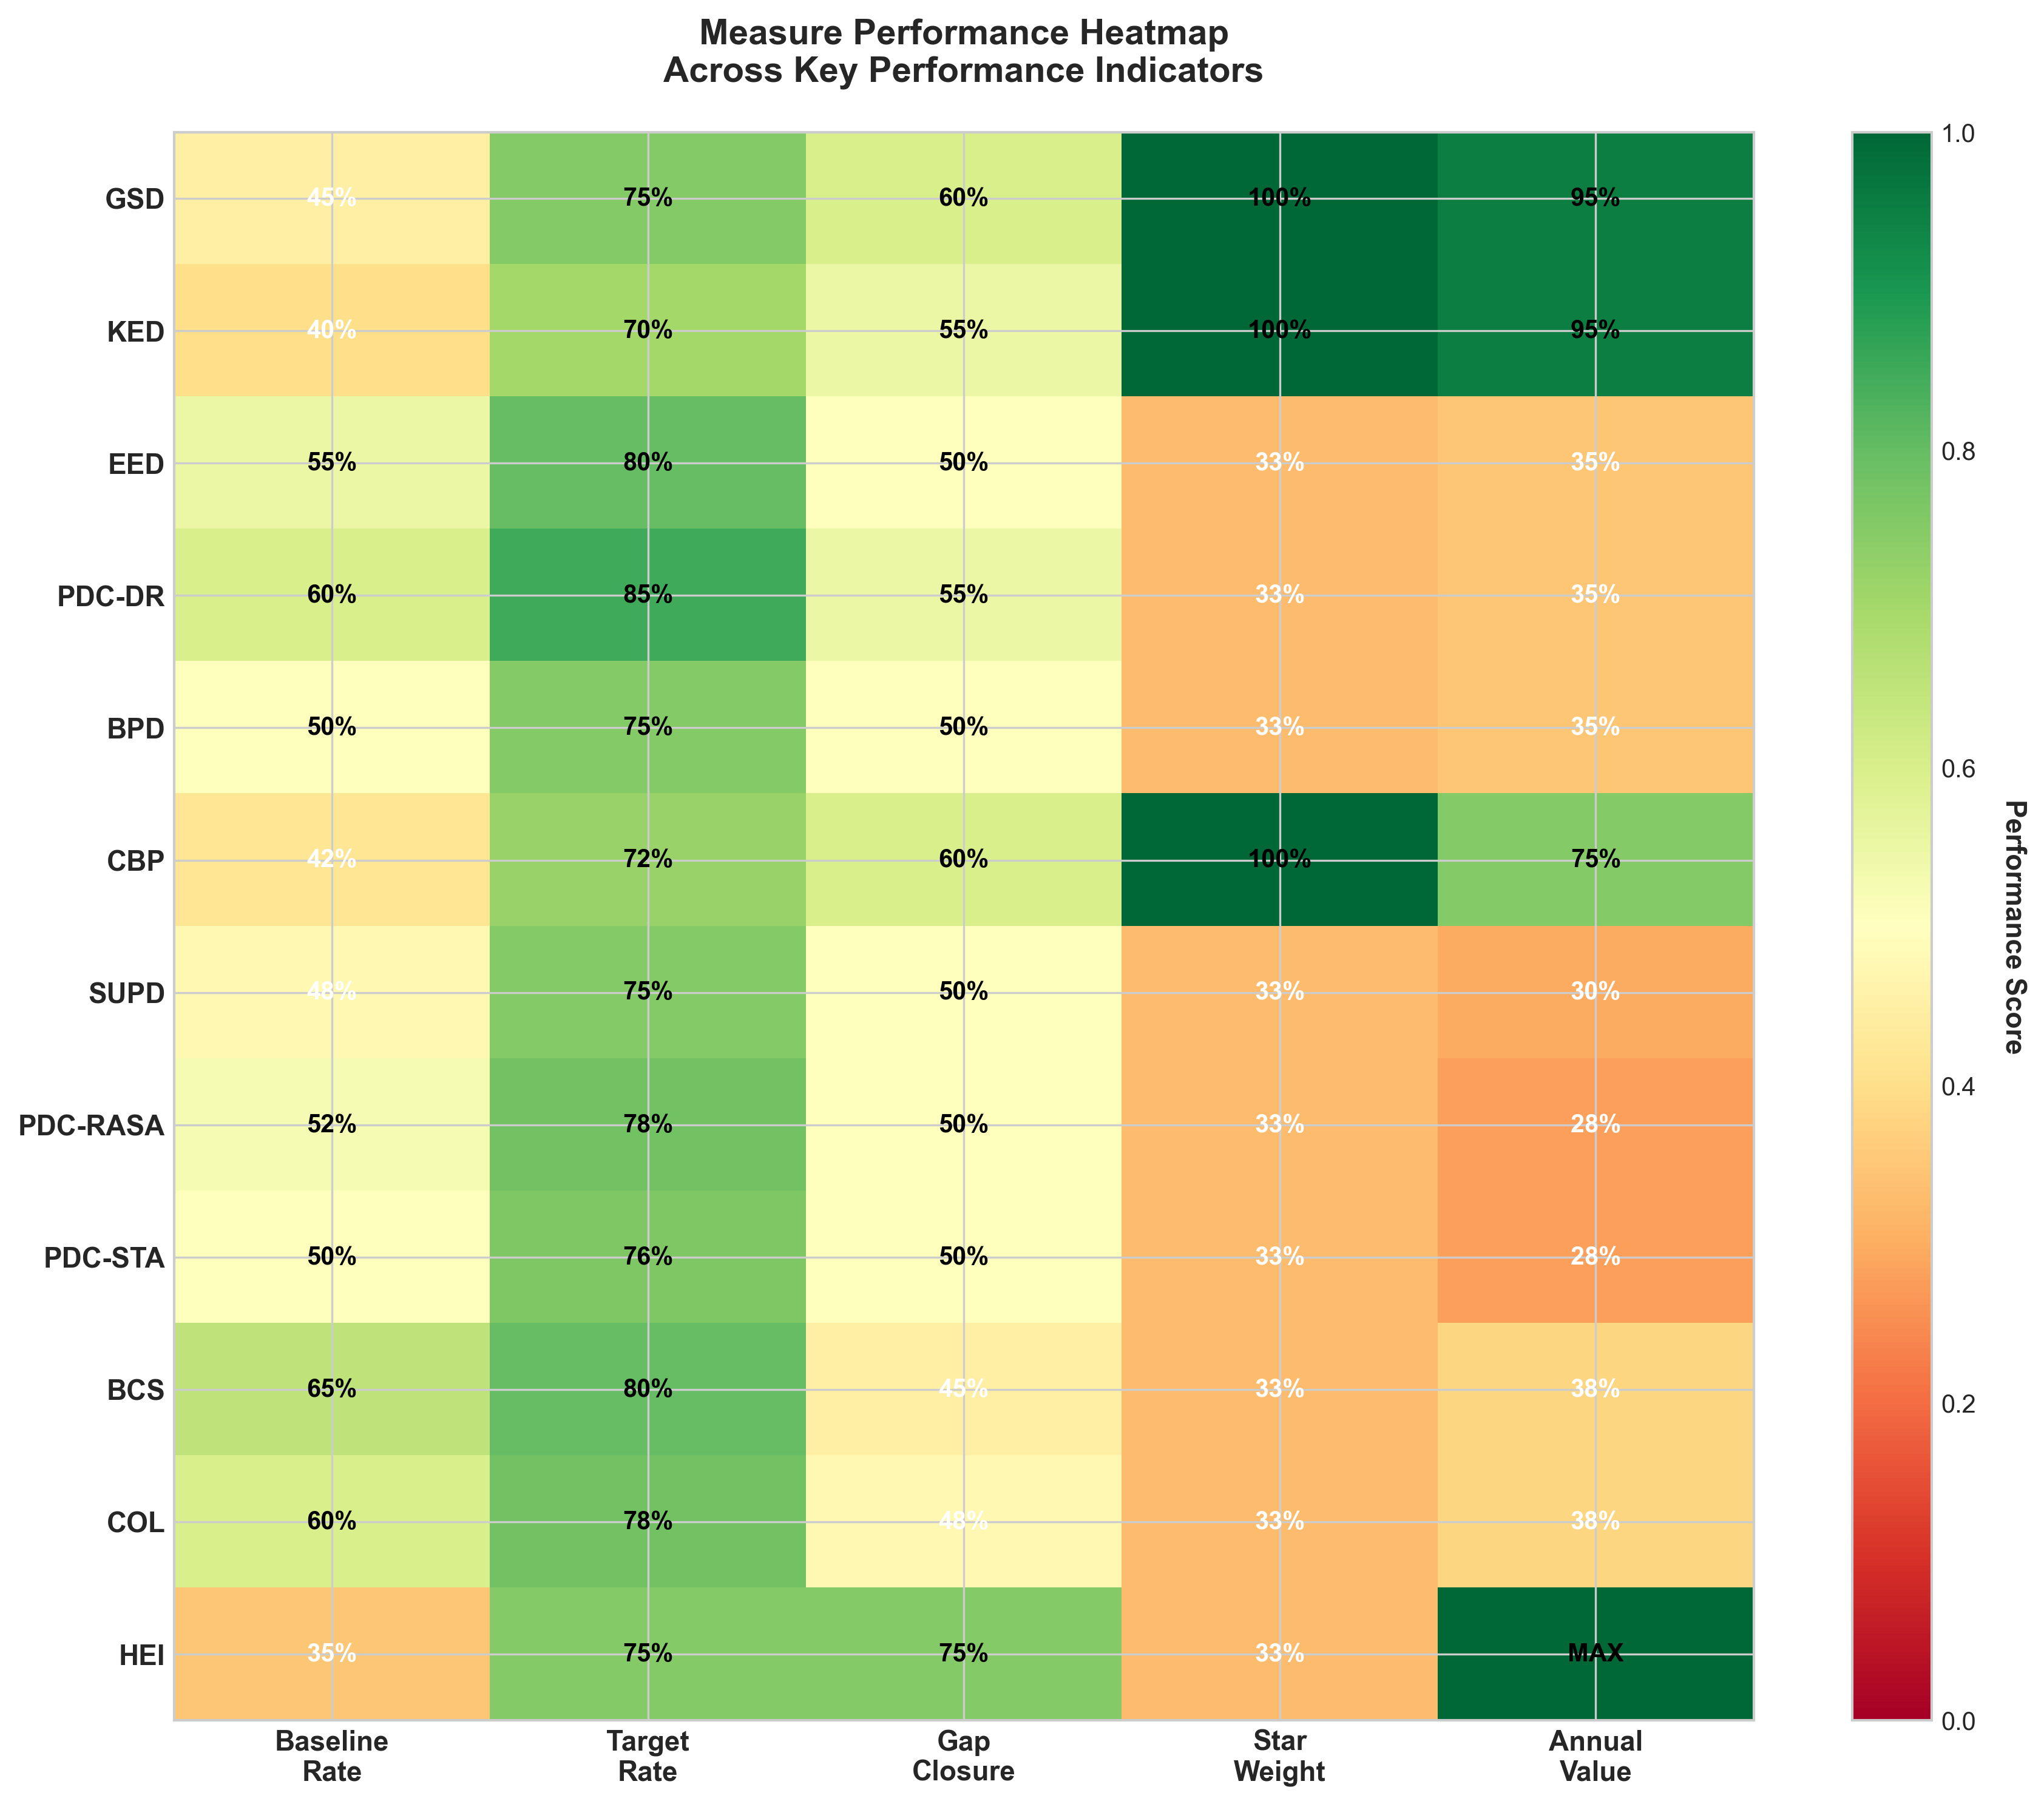 Measure Performance Heatmap
Across Key Performance Indicators
GSD 45% 75% 60% 100% 95%
KED 40% 70% 55% 100% 95%
EED 55% 80% 50% 33% 35%
PDC-DR 60% 85% 55% 33% 35%
BPD 50% 75% 50% 33% 35%
CBP 42% 72% 60% 100% 75%
SUPD 48% 75% 50% 33% 30%
PDC-RASA 52% 78% 50% 33% 28%
PDC-STA 50% 76% 50% 33% 28%
BCS 65% 80% 45% 33% 38%
COL 60% 78% 48% 33% 38%
HEI 35% 75% 75% 33% MAX
Baseline Target Gap Star Annual
Rate Rate Closure Weight Value
1.0
0.8
0.6
0.4
0.2
0.0
Performance Score